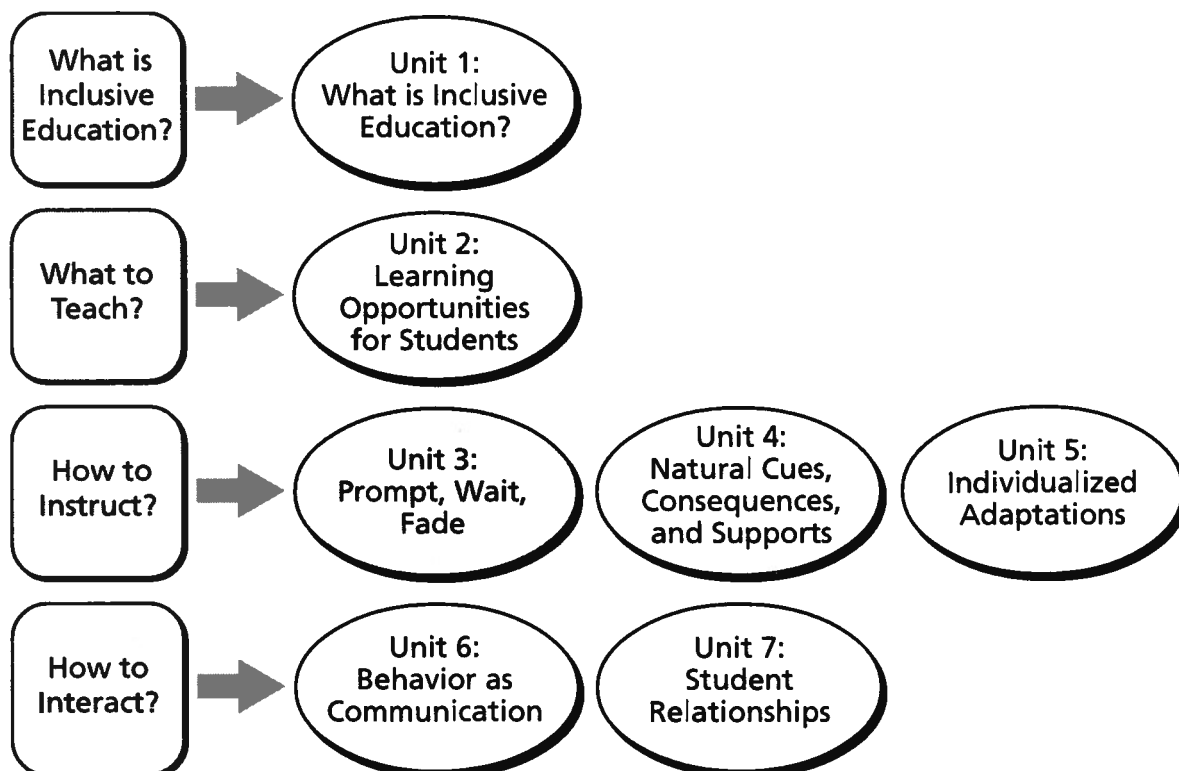 What is
Inclusive
Education?
Unit 1:
What is Inclusive
Education?
What to
Teach?
Unit 2:
Learning
Opportunities
for Students
How to
Instruct?
Unit 3:
Prompt, Wait,
Fade
Unit 4:
Natural Cues,
Consequences,
and Supports
Unit 5:
Individualized
Adaptations
How to
Interact?
Unit 6:
Behavior as
Communication
Unit 7:
Student
Relationships